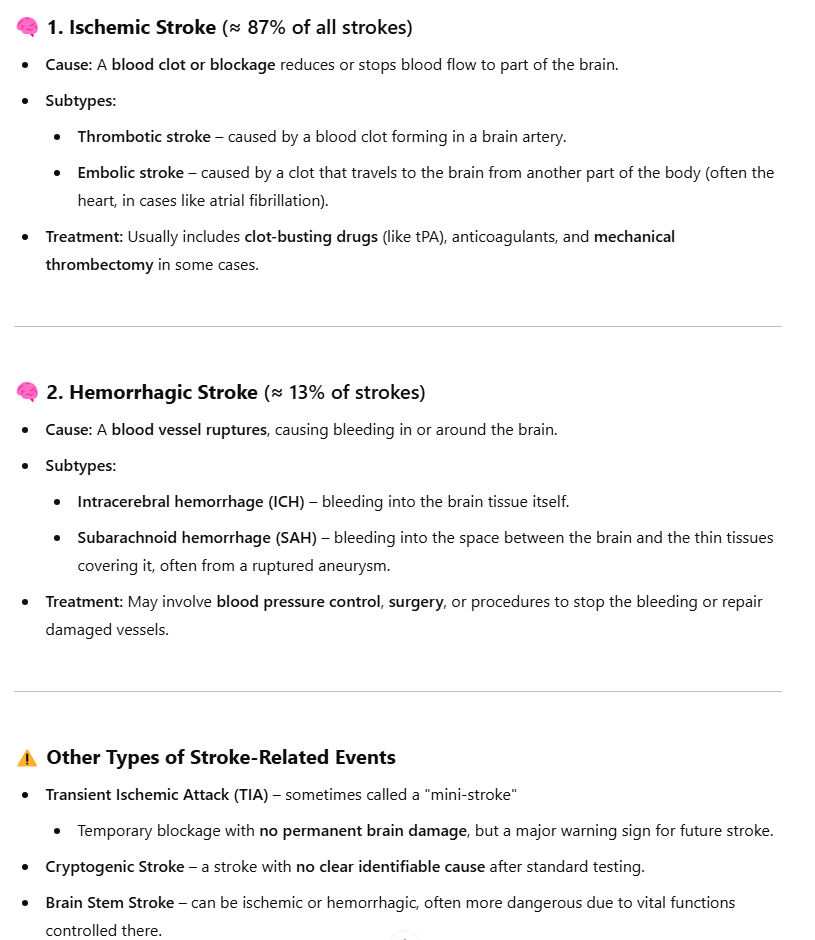 🧠 1. Ischemic Stroke (≈ 87% of all strokes)
• Cause: A blood clot or blockage reduces or stops blood flow to part of the brain.
• Subtypes:
• Thrombotic stroke – caused by a blood clot forming in a brain artery.
• Embolic stroke – caused by a clot that travels to the brain from another part of the body (often the
heart, in cases like atrial fibrillation).
• Treatment: Usually includes clot-busting drugs (like tPA), anticoagulants, and mechanical
thrombectomy in some cases.
🧠 2. Hemorrhagic Stroke (≈ 13% of strokes)
• Cause: A blood vessel ruptures, causing bleeding in or around the brain.
• Subtypes:
• Intracerebral hemorrhage (ICH) – bleeding into the brain tissue itself.
• Subarachnoid hemorrhage (SAH) – bleeding into the space between the brain and the thin tissues
covering it, often from a ruptured aneurysm.
• Treatment: May involve blood pressure control, surgery, or procedures to stop the bleeding or repair
damaged vessels.
⚠️ Other Types of Stroke-Related Events
• Transient Ischemic Attack (TIA) – sometimes called a "mini-stroke"
• Temporary blockage with no permanent brain damage, but a major warning sign for future stroke.
• Cryptogenic Stroke – a stroke with no clear identifiable cause after standard testing.
• Brain Stem Stroke – can be ischemic or hemorrhagic, often more dangerous due to vital functions
controlled there.